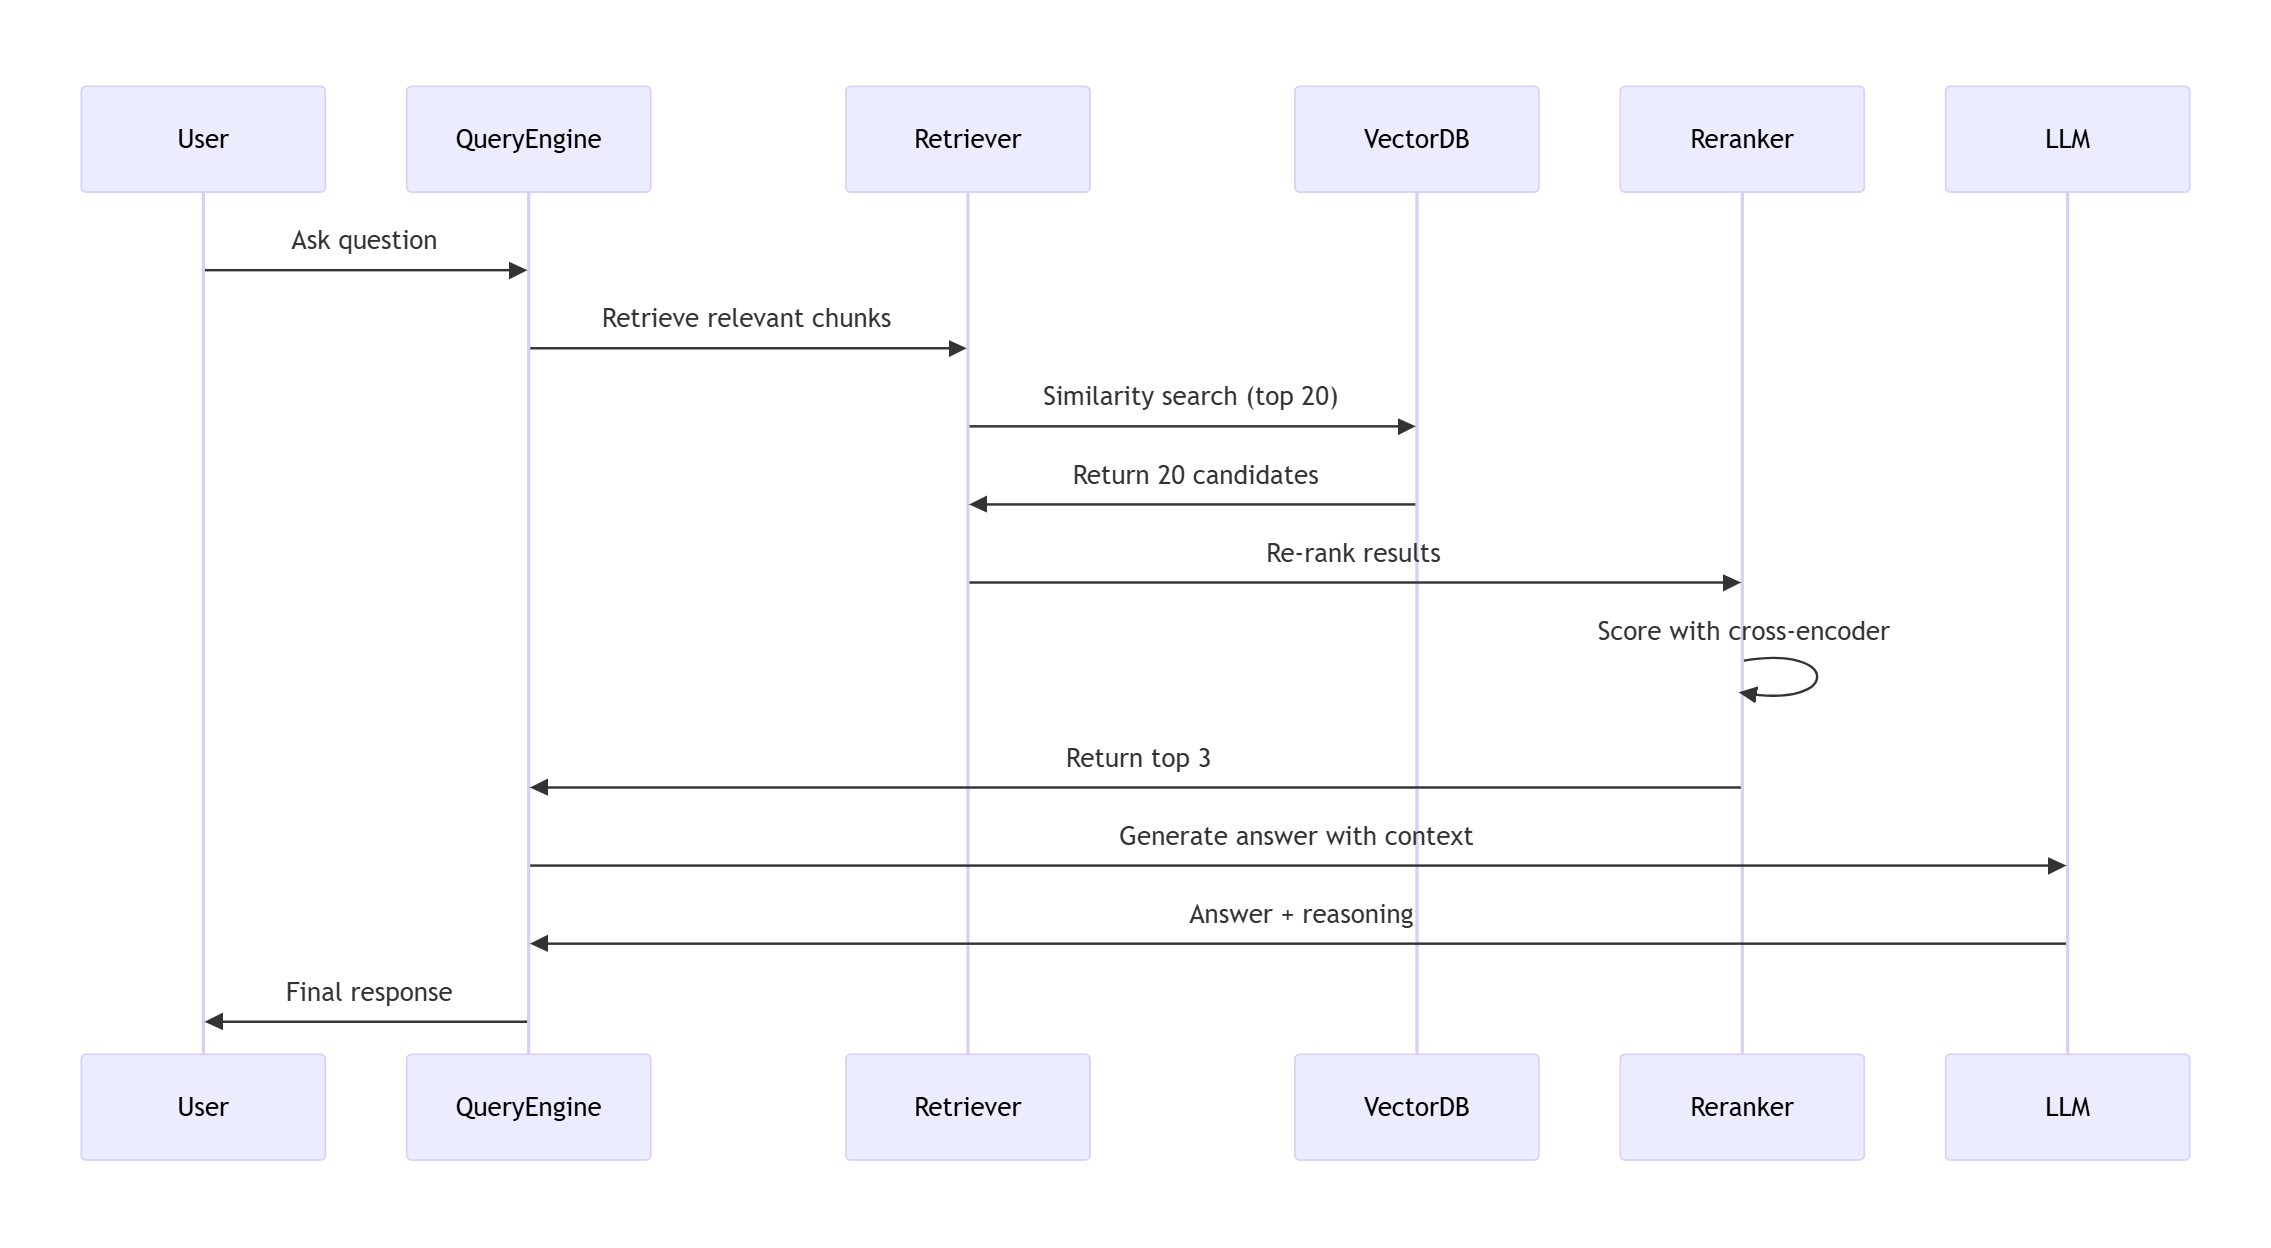 User
QueryEngine
Retriever
VectorDB
Reranker
LLM
Ask question
Retrieve relevant chunks
Similarity search (top 20)
Return 20 candidates
Re-rank results
Score with cross-encoder
Return top 3
Generate answer with context
Answer + reasoning
Final response
User
QueryEngine
Retriever
VectorDB
Reranker
LLM